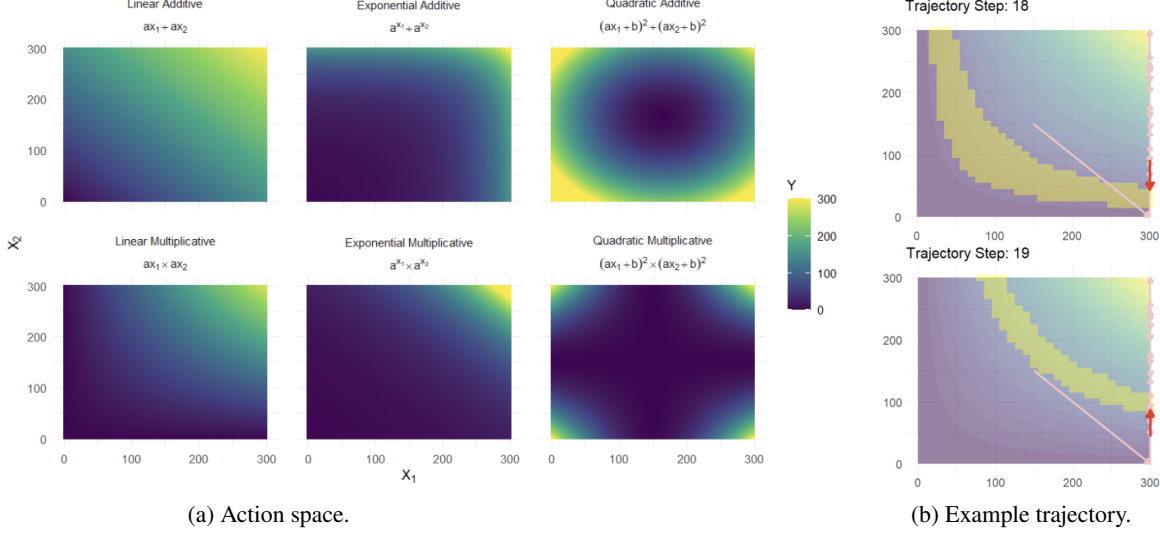 Linear Additive
ax₁ + ax₂
Exponential Additive
a^x₁ + a^x₂
Quadratic Additive
(ax₁ + b)² + (ax₂ + b)²
300
200
100
0
X₂
Linear Multiplicative
ax₁ × ax₂
Exponential Multiplicative
a^x₁ × a^x₂
Quadratic Multiplicative
(ax₁ + b)² × (ax₂ + b)²
300
200
100
0
0 100 200 300
0 100 200 300
0 100 200 300
X₁
Y
300
200
100
0
(a) Action space.
Trajectory Step: 18
300
200
100
0
0 100 200 300
Trajectory Step: 19
300
200
100
0
0 100 200 300
(b) Example trajectory.